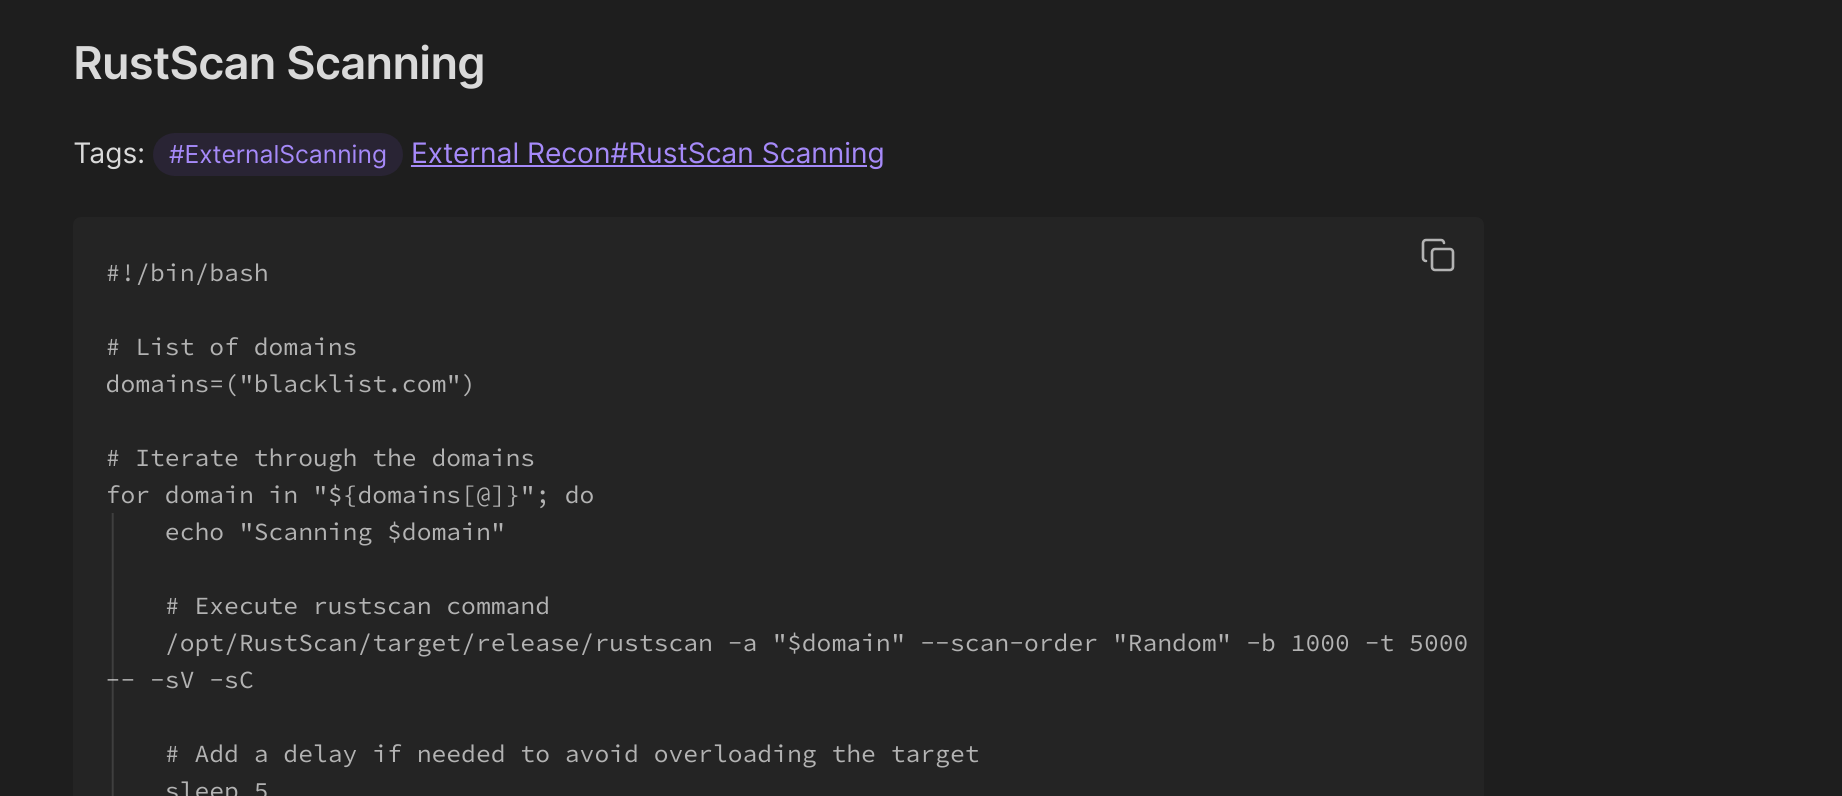 RustScan Scanning
Tags: #ExternalScanning External Recon#RustScan Scanning
#!/bin/bash
# List of domains
domains=("blacklist.com")
# Iterate through the domains
for domain in "${domains[@]}"; do
    echo "Scanning $domain"
    # Execute rustscan command
    /opt/RustScan/target/release/rustscan -a "$domain" --scan-order "Random" -b 1000 -t 5000
-- -sV -sC
    # Add a delay if needed to avoid overloading the target
    sleep 5